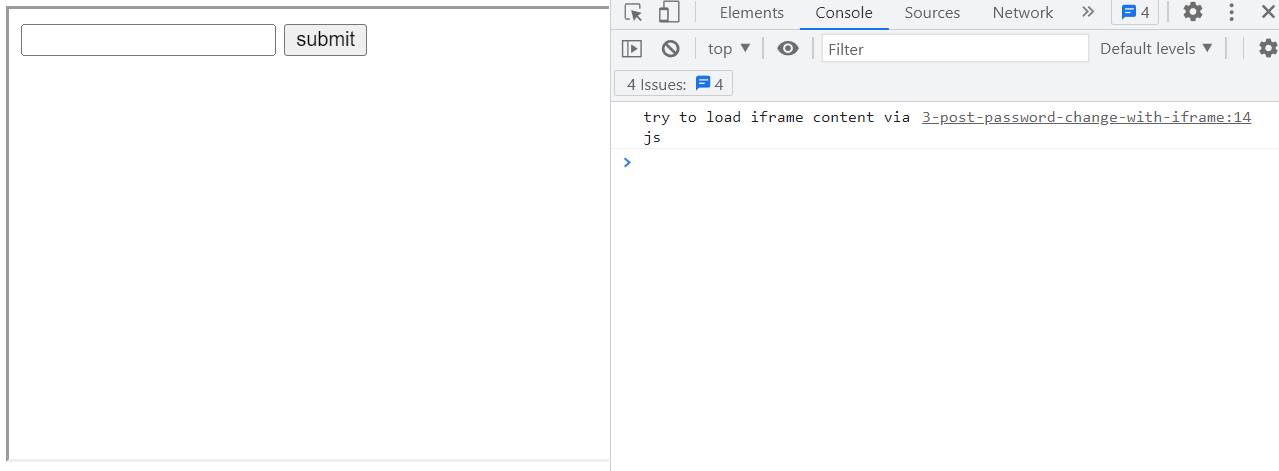 submit
Elements Console Sources Network » 4
top ▼ Filter Default levels ▼
4 Issues: 4
try to load iframe content via 3-post-password-change-with-iframe:14
js
>